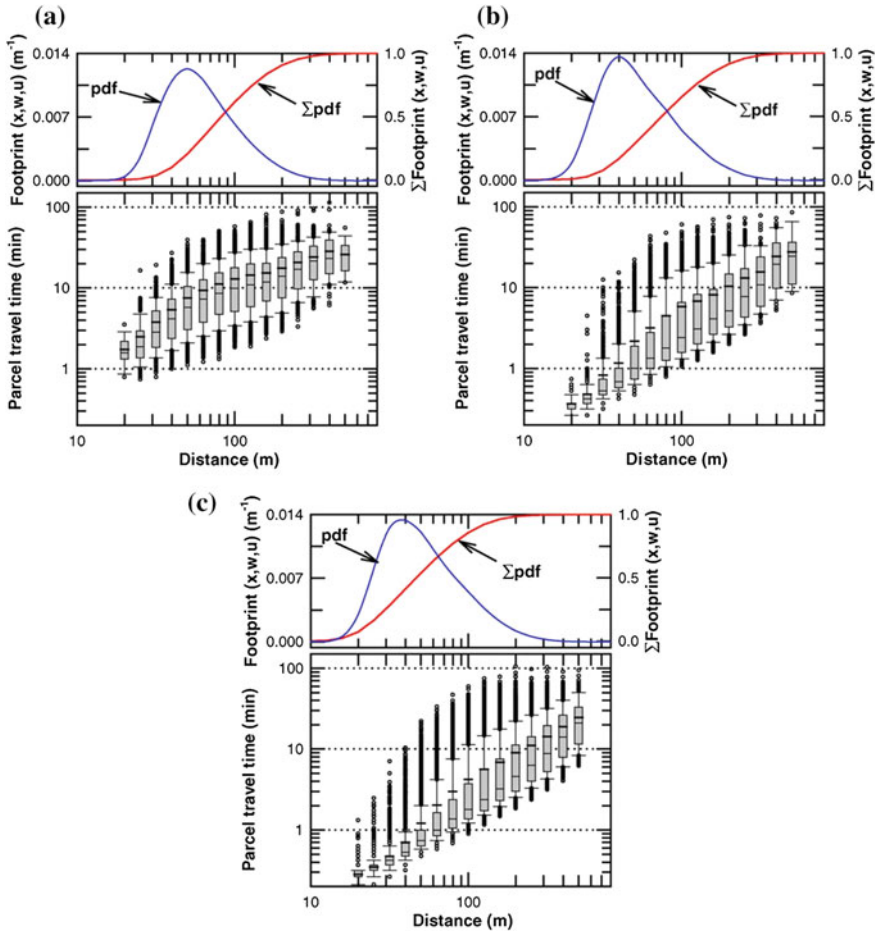 (a)
0.014
0.007
0.000
Footprint (x,w,u) (m⁻¹)
pdf
Σpdf
1.0
0.5
0.0
ΣFootprint (x,w,u)
100
10
1
Parcel travel time (min)
10
100
Distance (m)
(b)
0.014
0.007
0.000
Footprint (x,w,u) (m⁻¹)
pdf
Σpdf
1.0
0.5
0.0
ΣFootprint (x,w,u)
100
10
1
Parcel travel time (min)
10
100
Distance (m)
(c)
0.014
0.007
0.000
Footprint (x,w,u) (m⁻¹)
pdf
Σpdf
1.0
0.5
0.0
ΣFootprint (x,w,u)
100
10
1
Parcel travel time (min)
10
100
Distance (m)